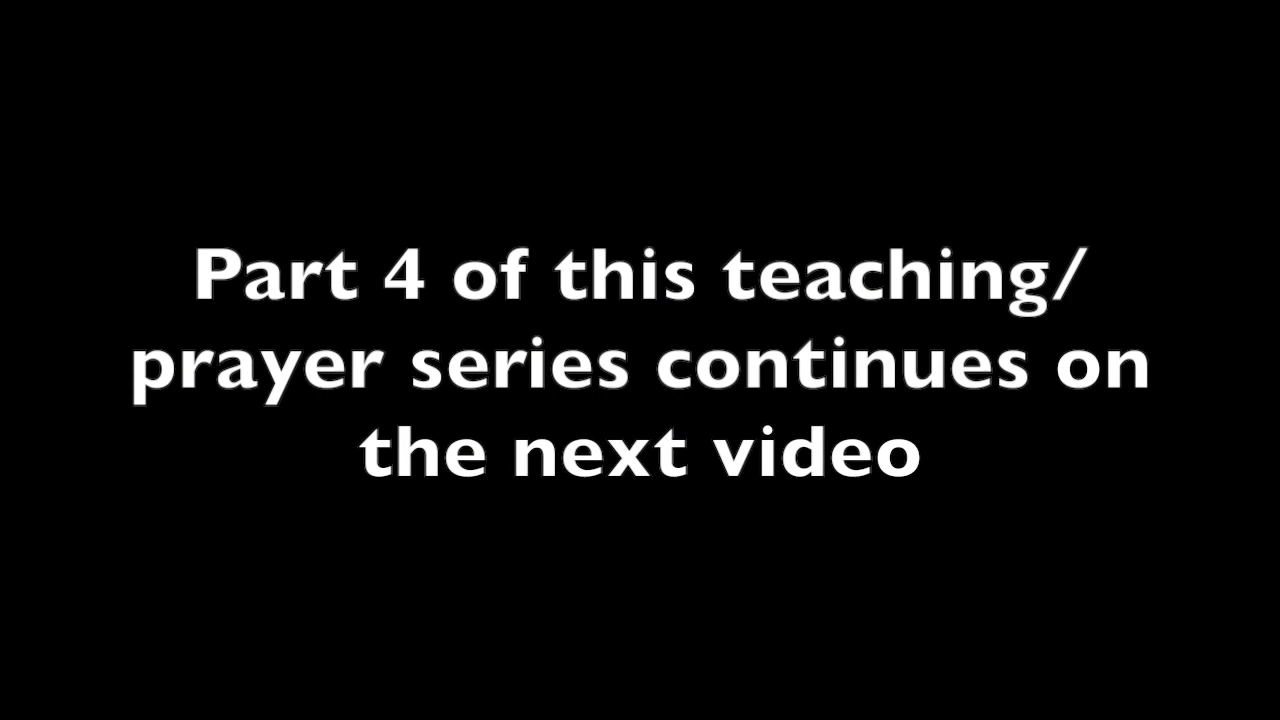 Part 4 of this teaching/
prayer series continues on
the next video